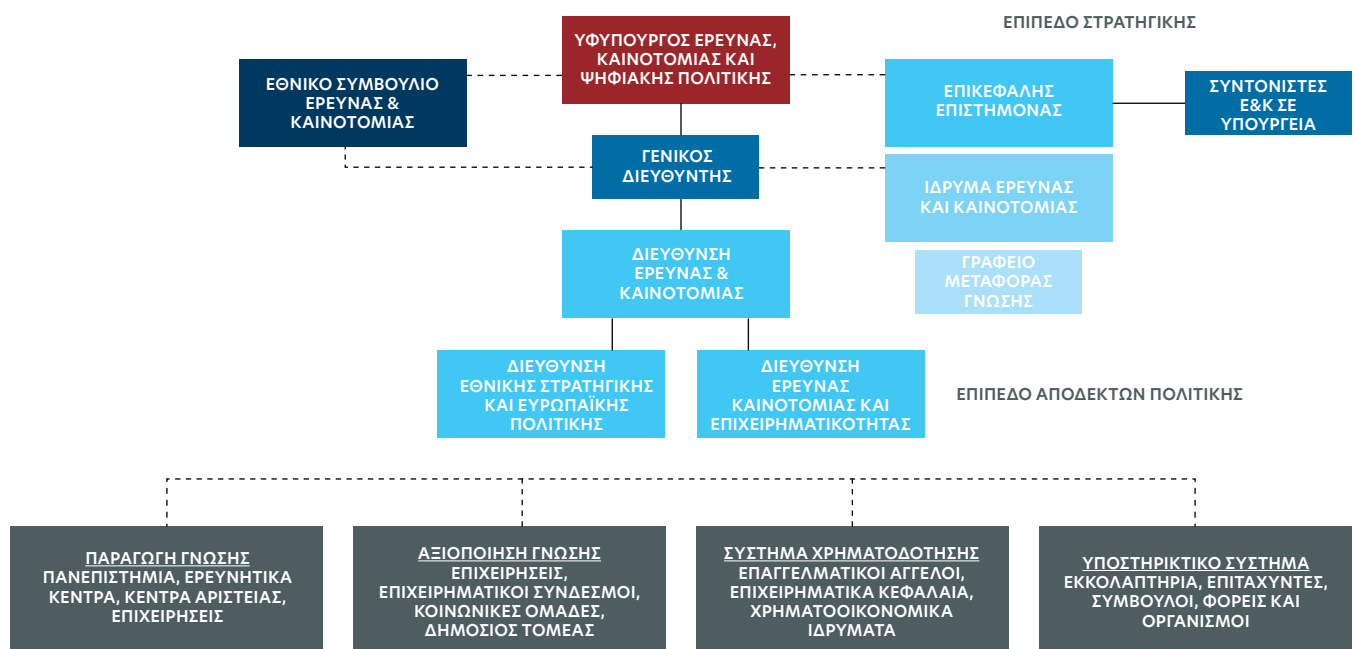 ΕΠΙΠΕΔΟ ΣΤΡΑΤΗΓΙΚΗΣ
ΥΦΥΠΟΥΡΓΟΣ ΕΡΕΥΝΑΣ,
ΚΑΙΝΟΤΟΜΙΑΣ ΚΑΙ
ΨΗΦΙΑΚΗΣ ΠΟΛΙΤΙΚΗΣ
ΕΘΝΙΚΟ ΣΥΜΒΟΥΛΙΟ
ΕΡΕΥΝΑΣ &
ΚΑΙΝΟΤΟΜΙΑΣ
ΕΠΙΚΕΦΑΛΗΣ
ΕΠΙΣΤΗΜΟΝΑΣ
ΣΥΝΤΟΝΙΣΤΕΣ
Ε&Κ ΣΕ
ΥΠΟΥΡΓΕΙΑ
ΓΕΝΙΚΟΣ
ΔΙΕΥΘΥΝΤΗΣ
ΙΔΡΥΜΑ ΕΡΕΥΝΑΣ
ΚΑΙ ΚΑΙΝΟΤΟΜΙΑΣ
ΔΙΕΥΘΥΝΣΗ
ΕΡΕΥΝΑΣ &
ΚΑΙΝΟΤΟΜΙΑΣ
ΓΡΑΦΕΙΟ
ΜΕΤΑΦΟΡΑΣ
ΓΝΩΣΗΣ
ΔΙΕΥΘΥΝΣΗ
ΕΘΝΙΚΗΣ ΣΤΡΑΤΗΓΙΚΗΣ
ΚΑΙ ΕΥΡΩΠΑΪΚΗΣ
ΠΟΛΙΤΙΚΗΣ
ΔΙΕΥΘΥΝΣΗ
ΕΡΕΥΝΑΣ
ΚΑΙΝΟΤΟΜΙΑΣ ΚΑΙ
ΕΠΙΧΕΙΡΗΜΑΤΙΚΟΤΗΤΑΣ
ΕΠΙΠΕΔΟ ΑΠΟΔΕΚΤΩΝ ΠΟΛΙΤΙΚΗΣ
ΠΑΡΑΓΩΓΗ ΓΝΩΣΗΣ
ΠΑΝΕΠΙΣΤΗΜΙΑ, ΕΡΕΥΝΗΤΙΚΑ
ΚΕΝΤΡΑ, ΚΕΝΤΡΑ ΑΡΙΣΤΕΙΑΣ,
ΕΠΙΧΕΙΡΗΣΕΙΣ
ΑΞΙΟΠΟΙΗΣΗ ΓΝΩΣΗΣ
ΕΠΙΧΕΙΡΗΣΕΙΣ,
ΕΠΙΧΕΙΡΗΜΑΤΙΚΟΙ ΣΥΝΔΕΣΜΟΙ,
ΚΟΙΝΩΝΙΚΕΣ ΟΜΑΔΕΣ,
ΔΗΜΟΣΙΟΣ ΤΟΜΕΑΣ
ΣΥΣΤΗΜΑ ΧΡΗΜΑΤΟΔΟΤΗΣΗΣ
ΕΠΑΓΓΕΛΜΑΤΙΚΟΙ ΑΓΓΕΛΟΙ,
ΕΠΙΧΕΙΡΗΜΑΤΙΚΑ ΚΕΦΑΛΑΙΑ,
ΧΡΗΜΑΤΟΟΙΚΟΝΟΜΙΚΑ
ΙΔΡΥΜΑΤΑ
ΥΠΟΣΤΗΡΙΚΤΙΚΟ ΣΥΣΤΗΜΑ
ΕΚΚΟΛΑΠΤΗΡΙΑ, ΕΠΙΤΑΧΥΝΤΕΣ,
ΣΥΜΒΟΥΛΟΙ, ΦΟΡΕΙΣ ΚΑΙ
ΟΡΓΑΝΙΣΜΟΙ